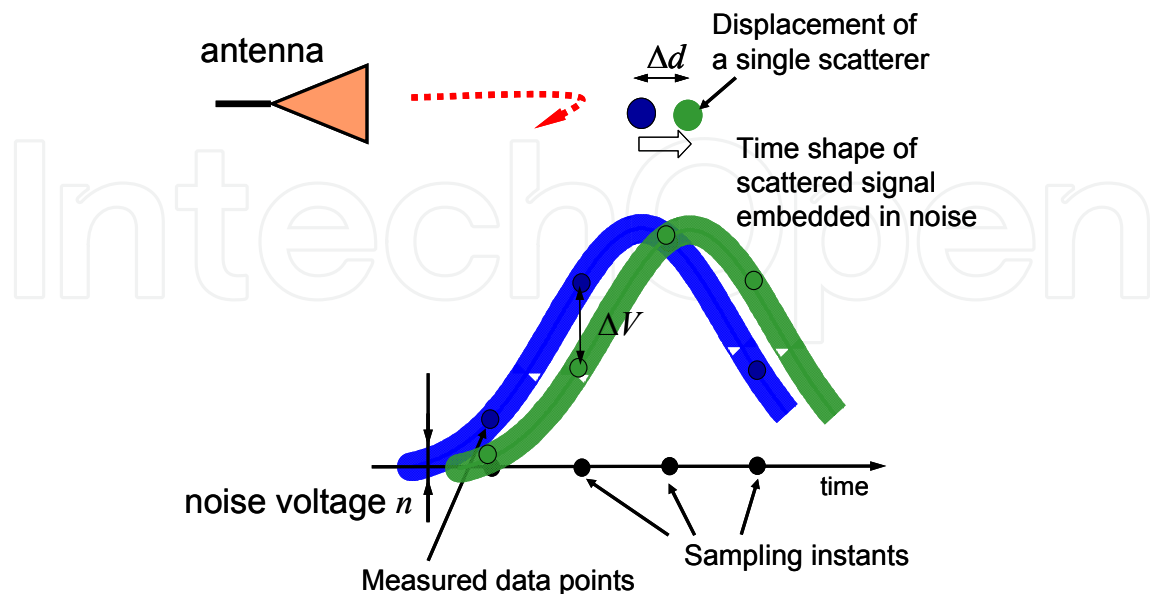 Displacement of
a single scatterer
antenna
Δd
Time shape of
scattered signal
embedded in noise
IntechOpen
ΔV
time
noise voltage n
Sampling instants
Measured data points